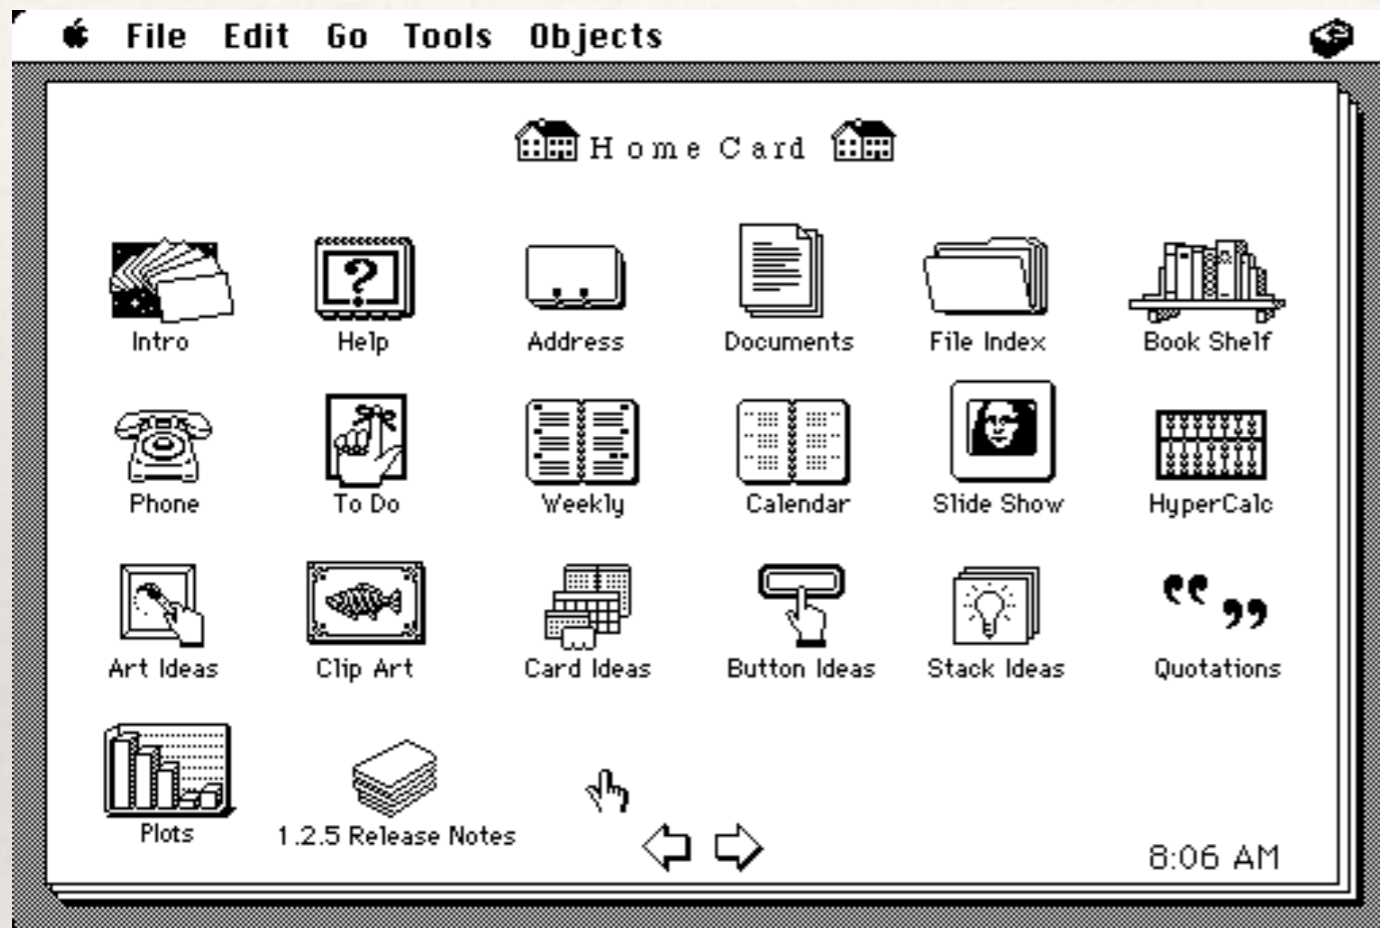 File Edit Go Tools Objects
Home Card
Intro Help Address Documents File Index Book Shelf
Phone To Do Weekly Calendar Slide Show HyperCalc
Art Ideas Clip Art Card Ideas Button Ideas Stack Ideas Quotations
Plots 1.2.5 Release Notes
8:06 AM